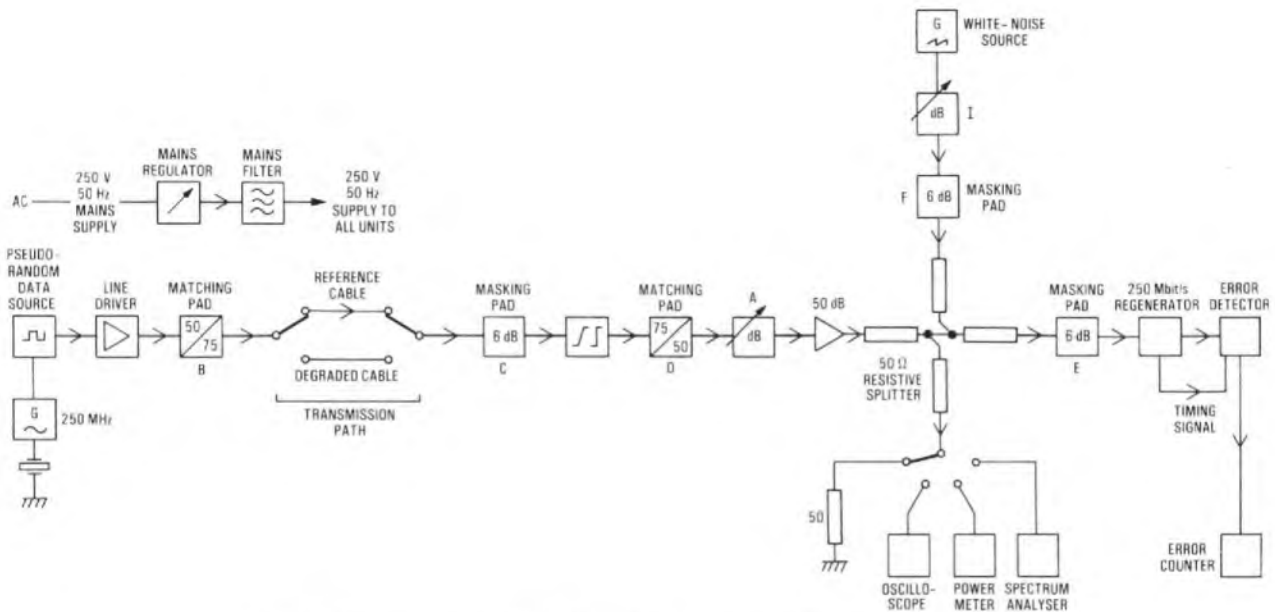 G
WHITE-NOISE
SOURCE
dB
I
F
6 dB
MASKING
PAD
AC
250 V
50 Hz
MAINS
SUPPLY
MAINS
REGULATOR
MAINS
FILTER
250 V
50 Hz
SUPPLY TO
ALL UNITS
PSEUDO-
RANDOM
DATA
SOURCE
LINE
DRIVER
MATCHING
PAD
50
75
B
REFERENCE
CABLE
DEGRADED CABLE
TRANSMISSION
PATH
MASKING
PAD
6 dB
C
MATCHING
PAD
75
50
D
A
dB
50 dB
50 Ω
RESISTIVE
SPLITTER
MASKING
PAD
6 dB
E
250 Mbit/s
REGENERATOR
ERROR
DETECTOR
TIMING
SIGNAL
G
250 MHz
50
OSCILLO-
SCOPE
POWER
METER
SPECTRUM
ANALYSER
ERROR
COUNTER